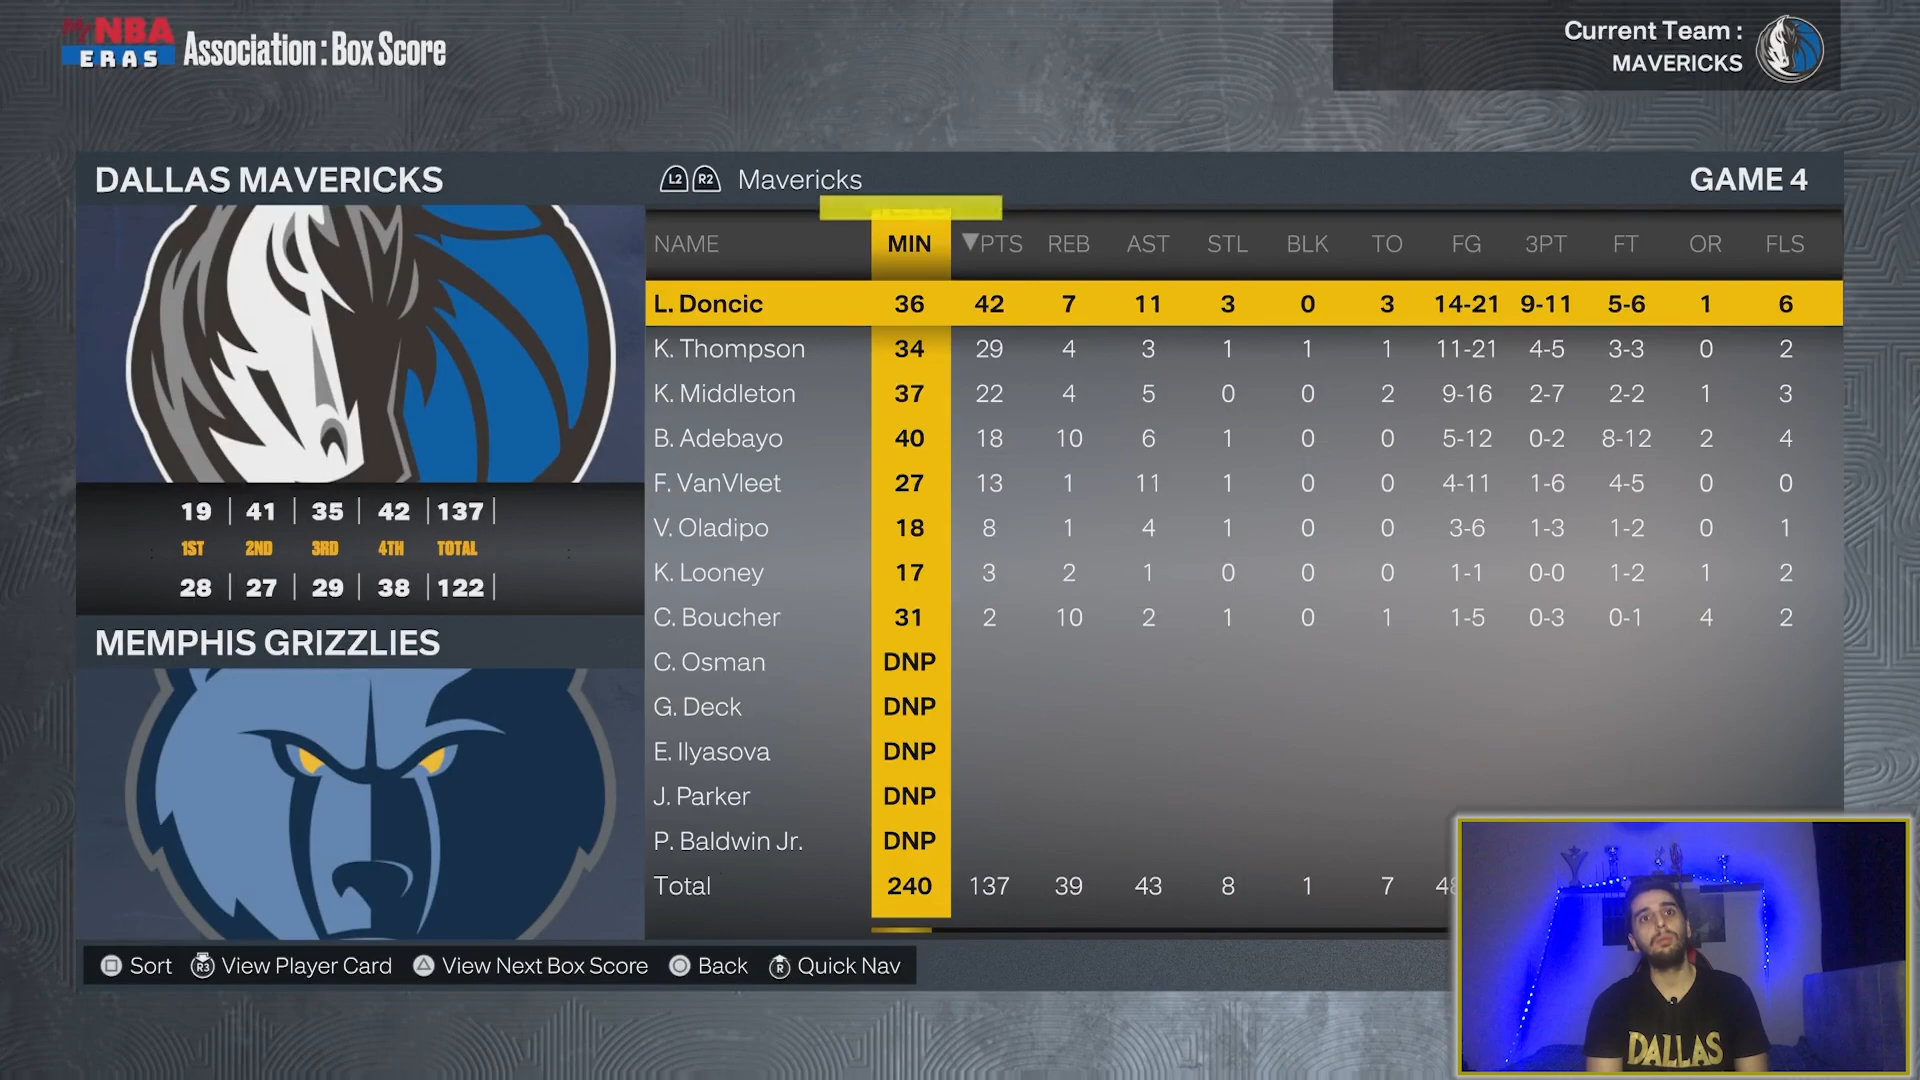 My NBA
ERAS
Association : Box Score
Current Team :
MAVERICKS
DALLAS MAVERICKS
19 41 35 42 137
1ST 2ND 3RD 4TH TOTAL
28 27 29 38 122
MEMPHIS GRIZZLIES
L2 R2 Mavericks GAME 4
NAME MIN PTS REB AST STL BLK TO FG 3PT FT OR FLS
L. Doncic 36 42 7 11 3 0 3 14-21 9-11 5-6 1 6
K. Thompson 34 29 4 3 1 1 1 11-21 4-5 3-3 0 2
K. Middleton 37 22 4 5 0 0 2 9-16 2-7 2-2 1 3
B. Adebayo 40 18 10 6 1 0 0 5-12 0-2 8-12 2 4
F. VanVleet 27 13 1 11 1 0 0 4-11 1-6 4-5 0 0
V. Oladipo 18 8 1 4 1 0 0 3-6 1-3 1-2 0 1
K. Looney 17 3 2 1 0 0 0 1-1 0-0 1-2 1 2
C. Boucher 31 2 10 2 1 0 1 1-5 0-3 0-1 4 2
C. Osman DNP
G. Deck DNP
E. Ilyasova DNP
J. Parker DNP
P. Baldwin Jr. DNP
Total 240 137 39 43 8 1 7
Sort R3 View Player Card View Next Box Score Back R Quick Nav
DALLAS